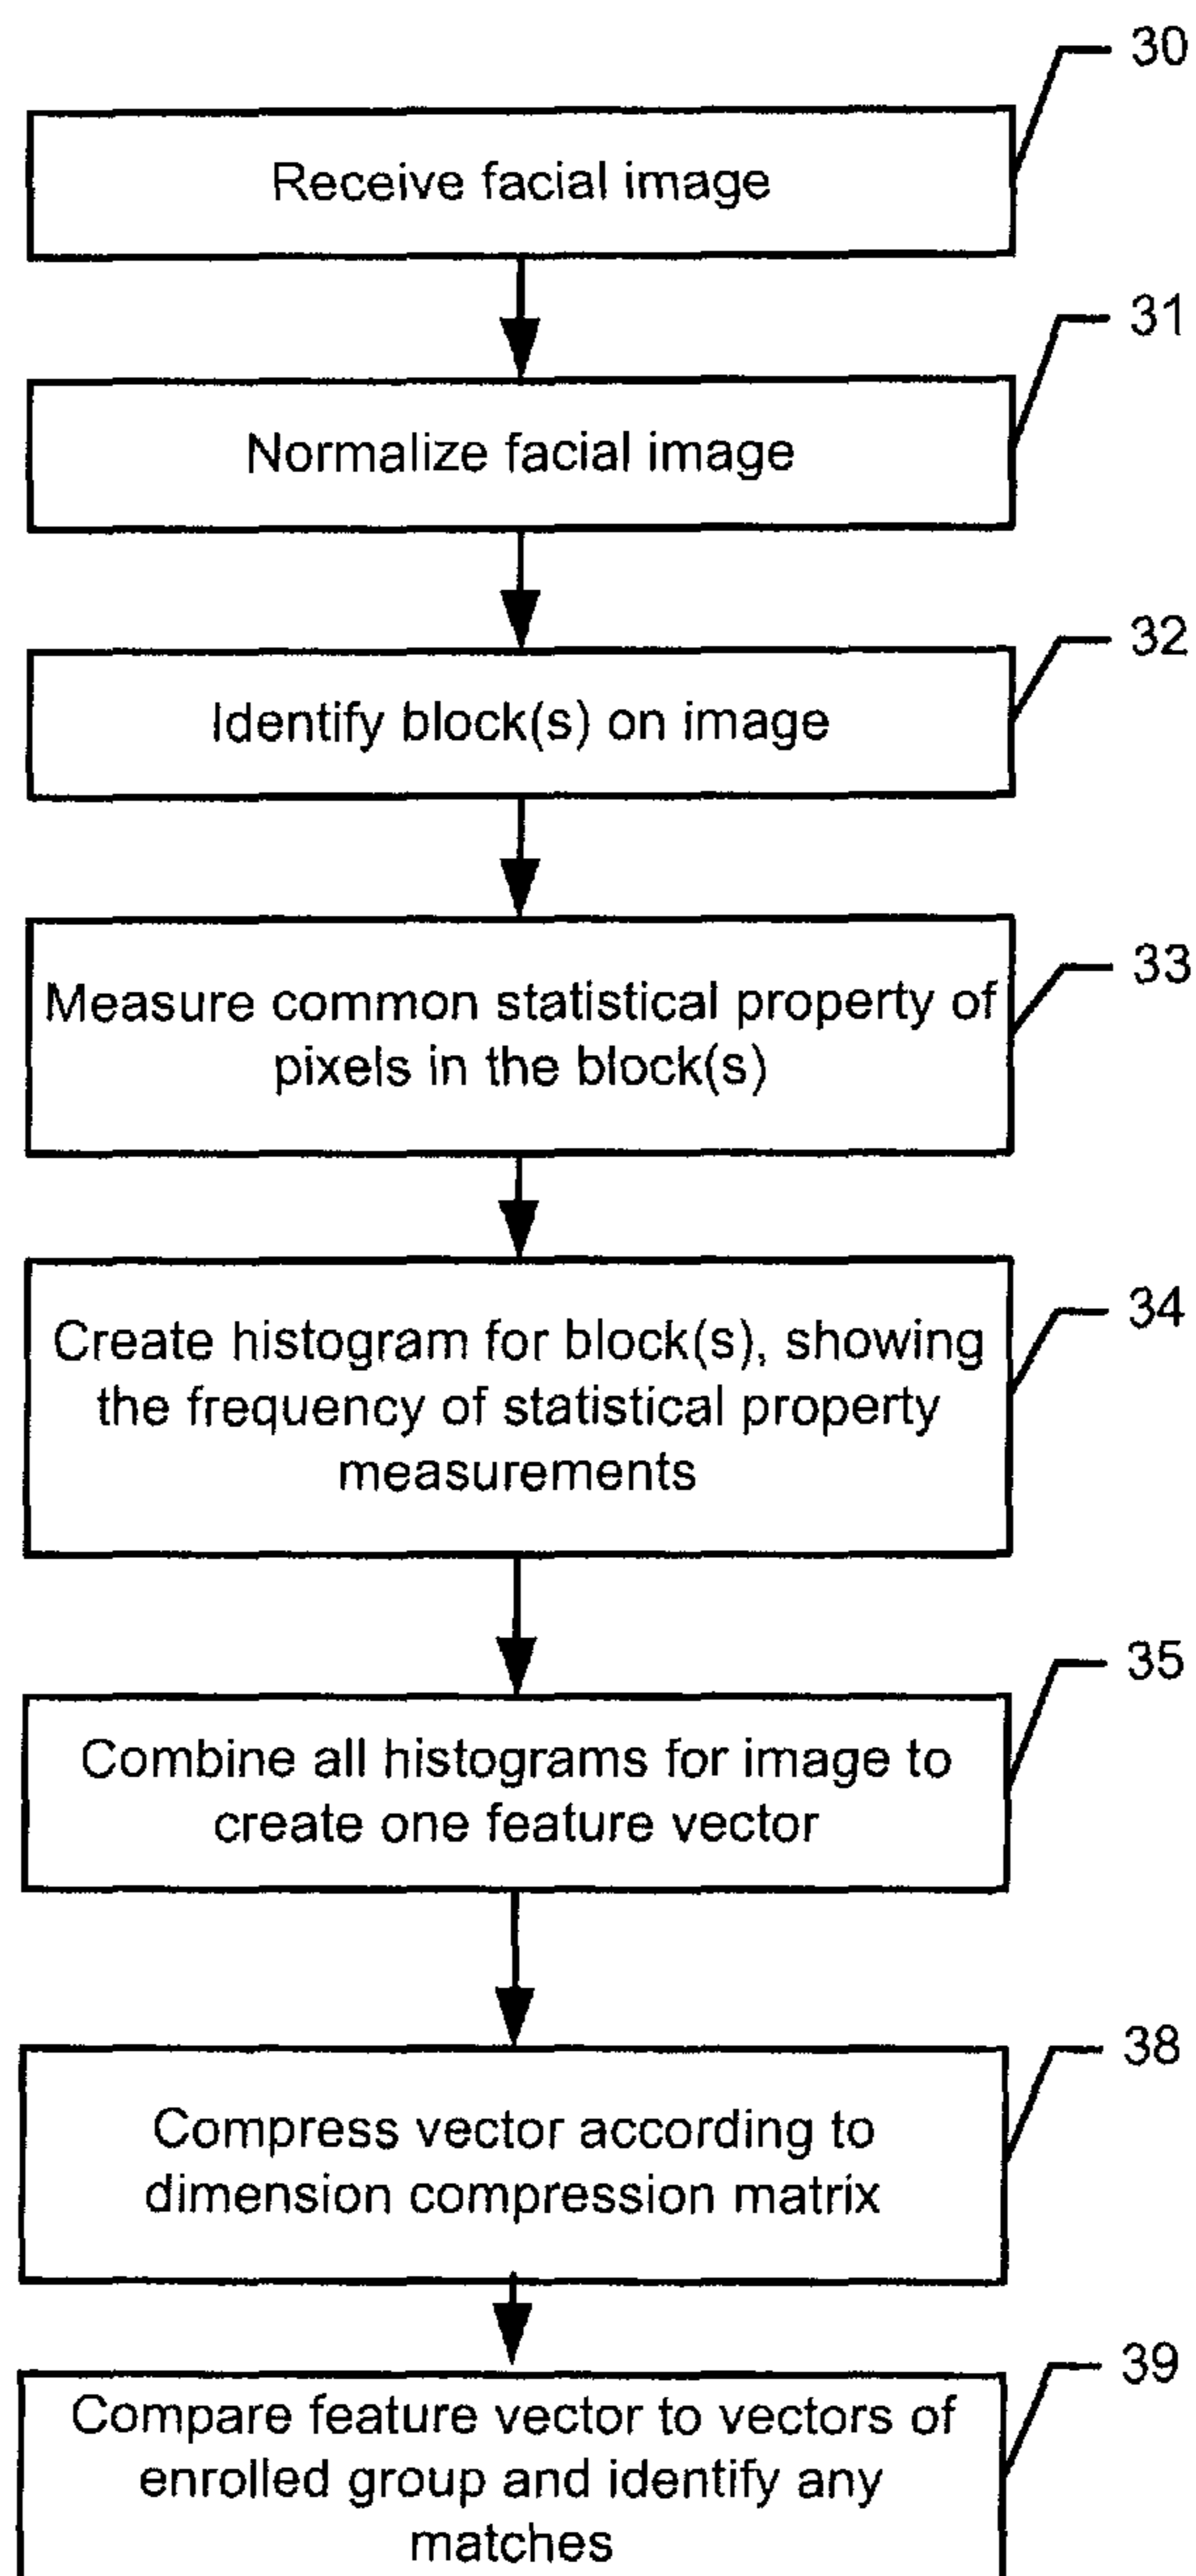 30
Receive facial image
31
Normalize facial image
32
Identify block(s) on image
33
Measure common statistical property of
pixels in the block(s)
34
Create histogram for block(s), showing
the frequency of statistical property
measurements
35
Combine all histograms for image to
create one feature vector
38
Compress vector according to
dimension compression matrix
39
Compare feature vector to vectors of
enrolled group and identify any
matches